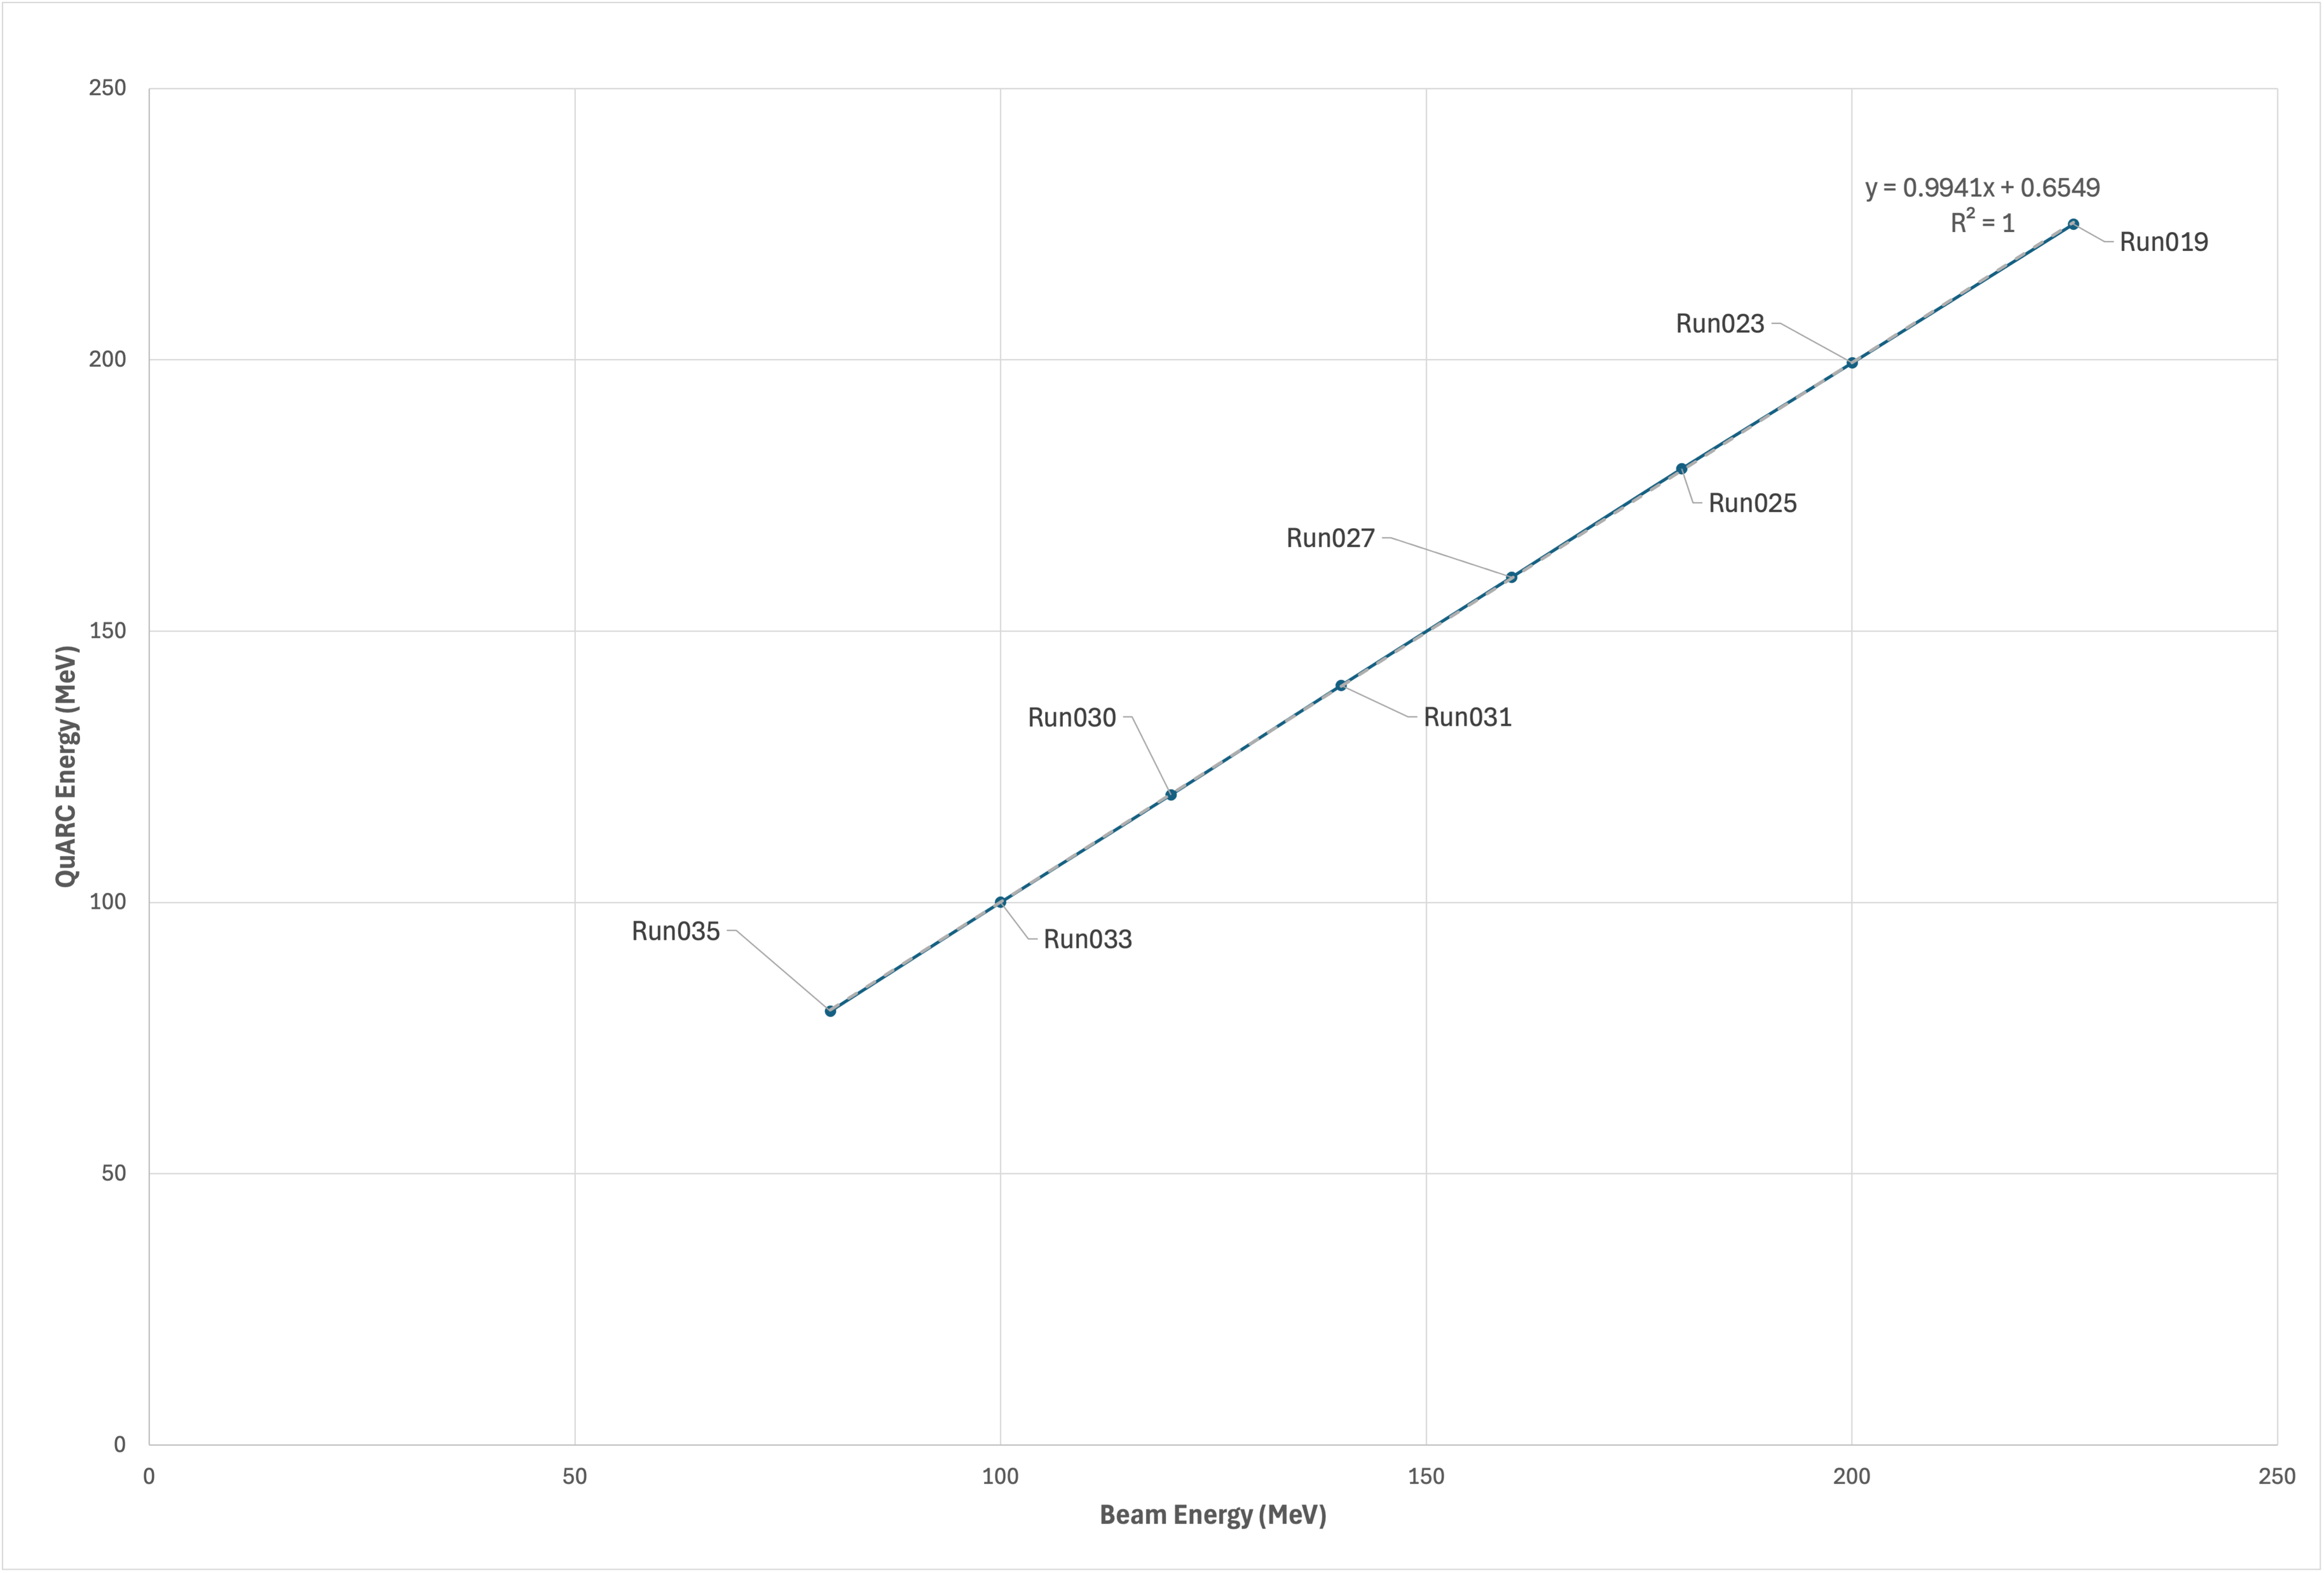 250
y = 0.9941x + 0.6549
R² = 1
Run019
Run023
200
Run025
Run027
150
Run030
Run031
QuARC Energy (MeV)
100
Run035
Run033
50
0
0 50 100 150 200 250
Beam Energy (MeV)